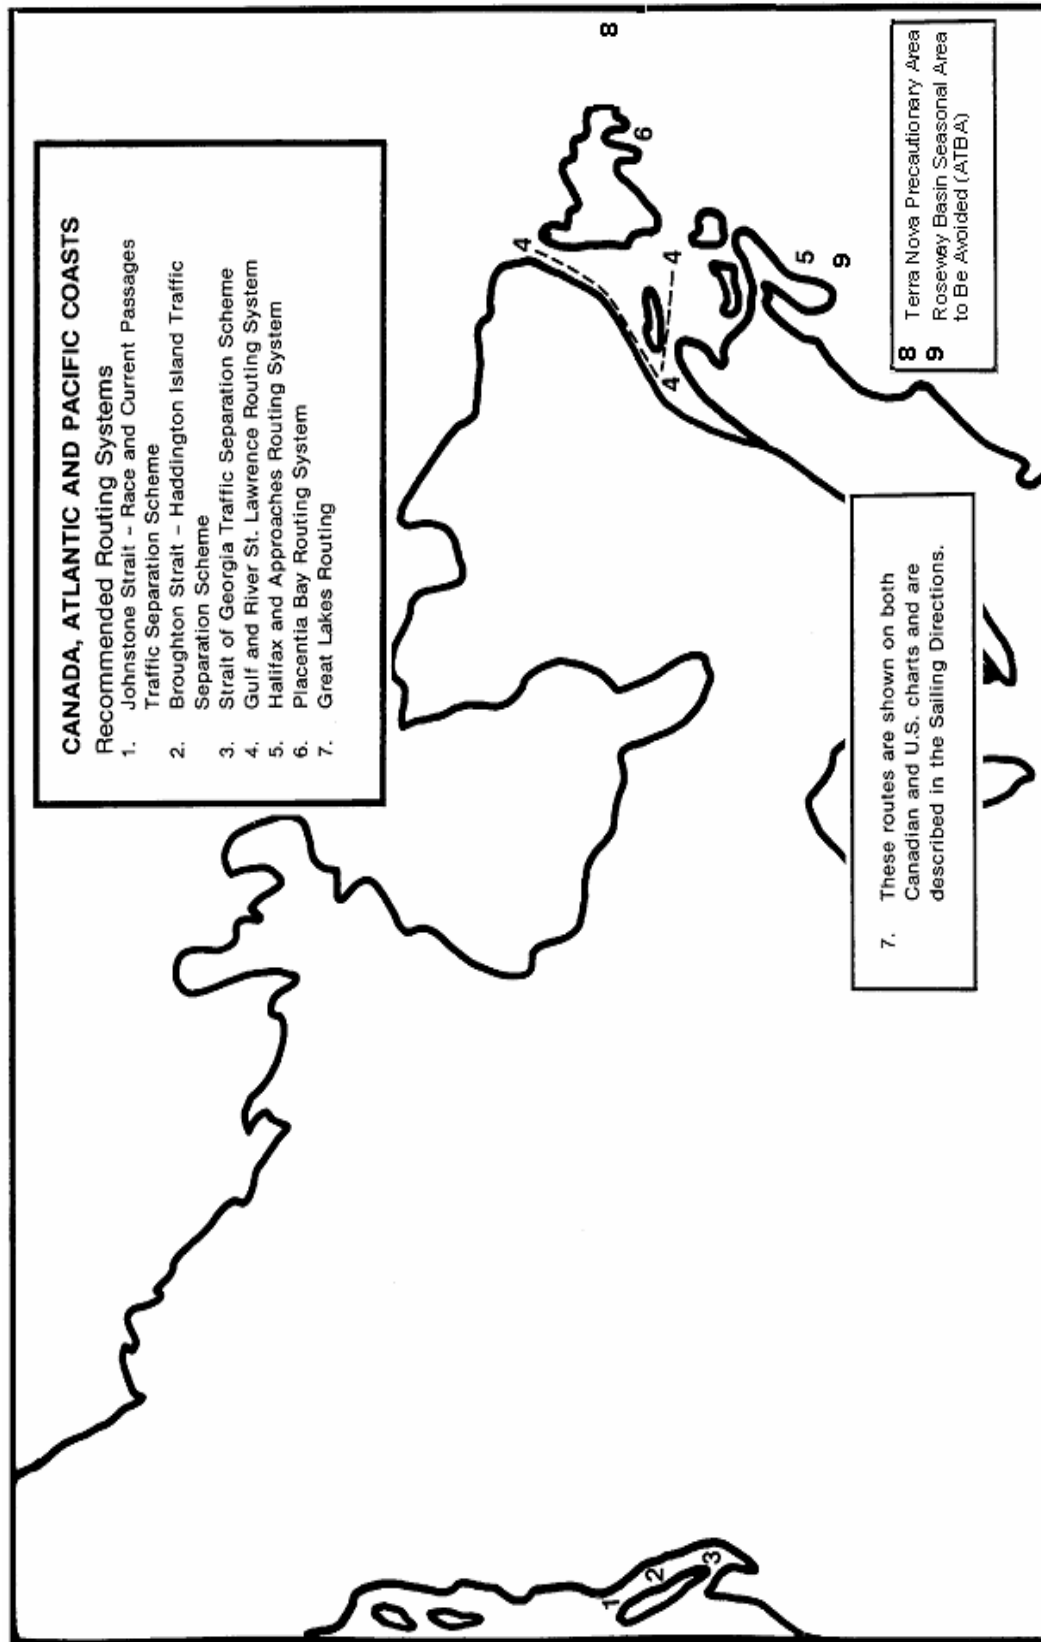 CANADA, ATLANTIC AND PACIFIC COASTS
Recommended Routing Systems
1. Johnstone Strait - Race and Current Passages
Traffic Separation Scheme
2. Broughton Strait - Haddington Island Traffic
Separation Scheme
3. Strait of Georgia Traffic Separation Scheme
4. Gulf and River St. Lawrence Routing System
5. Halifax and Approaches Routing System
6. Placentia Bay Routing System
7. Great Lakes Routing
8
6
4
4
4
5
9
1
2
3
7. These routes are shown on both
Canadian and U.S. charts and are
described in the Sailing Directions.
8 Terra Nova Precautionary Area
9 Roseway Basin Seasonal Area
to Be Avoided (ATBA)